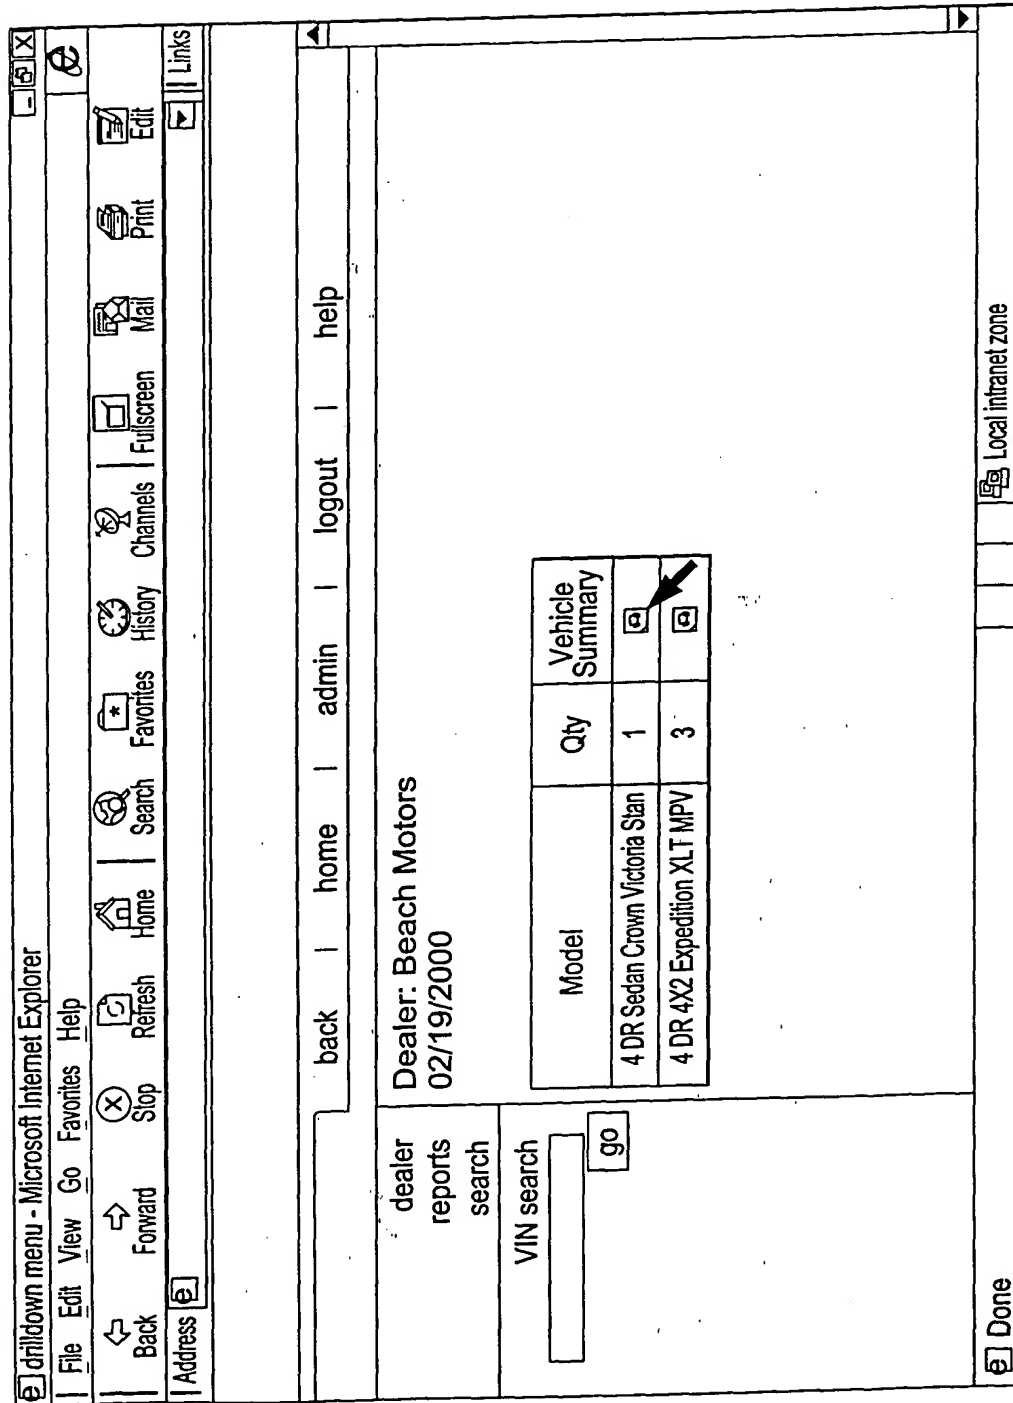 drilldown menu - Microsoft Internet Explorer
File Edit View Go Favorites Help
Back Forward Stop Refresh Home Search Favorites History Channels Fullscreen Mail Print Edit
Address Links
back | home | admin | logout | help
dealer
reports
search
VIN search
go
Dealer: Beach Motors
02/19/2000
Model Qty Vehicle Summary
4 DR Sedan Crown Victoria Stan 1
4 DR 4X2 Expedition XLT MPV 3
Done Local intranet zone